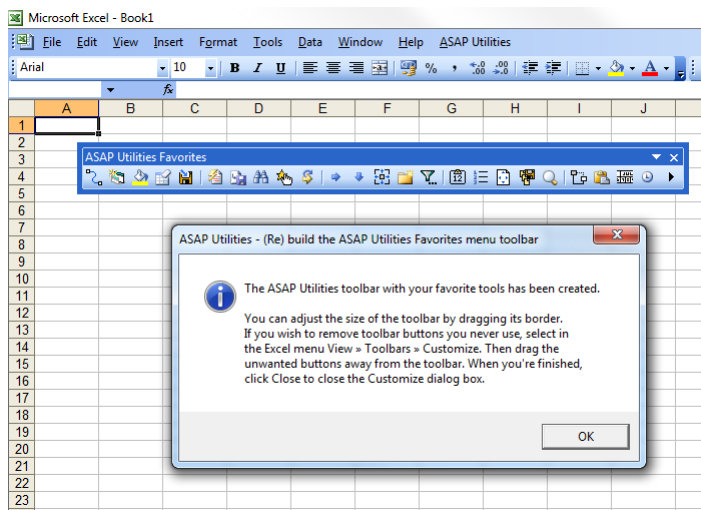 Microsoft Excel - Book1
File Edit View Insert Format Tools Data Window Help ASAP Utilities
Arial 10 B I U % , .00 .00 A
fx
A B C D E F G H I J
1
2
3
ASAP Utilities Favorites
4
12
5
6
7
ASAP Utilities - (Re) build the ASAP Utilities Favorites menu toolbar
8
9
10
The ASAP Utilities toolbar with your favorite tools has been created.
11
12
You can adjust the size of the toolbar by dragging its border.
13
If you wish to remove toolbar buttons you never use, select in
14
the Excel menu View » Toolbars » Customize. Then drag the
15
unwanted buttons away from the toolbar. When you're finished,
16
click Close to close the Customize dialog box.
17
18
19
OK
20
21
22
23